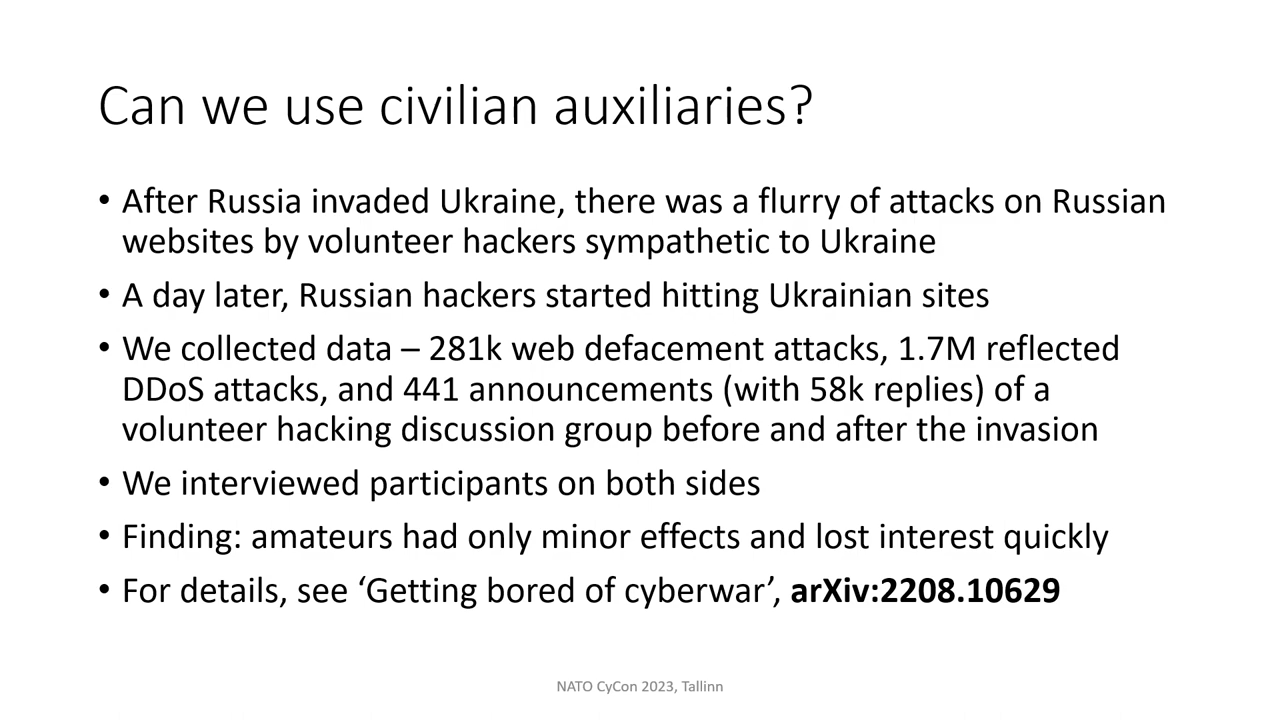 Can we use civilian auxiliaries?
• After Russia invaded Ukraine, there was a flurry of attacks on Russian
websites by volunteer hackers sympathetic to Ukraine
• A day later, Russian hackers started hitting Ukrainian sites
• We collected data – 281k web defacement attacks, 1.7M reflected
DDoS attacks, and 441 announcements (with 58k replies) of a
volunteer hacking discussion group before and after the invasion
• We interviewed participants on both sides
• Finding: amateurs had only minor effects and lost interest quickly
• For details, see ‘Getting bored of cyberwar’, arXiv:2208.10629
NATO CyCon 2023, Tallinn